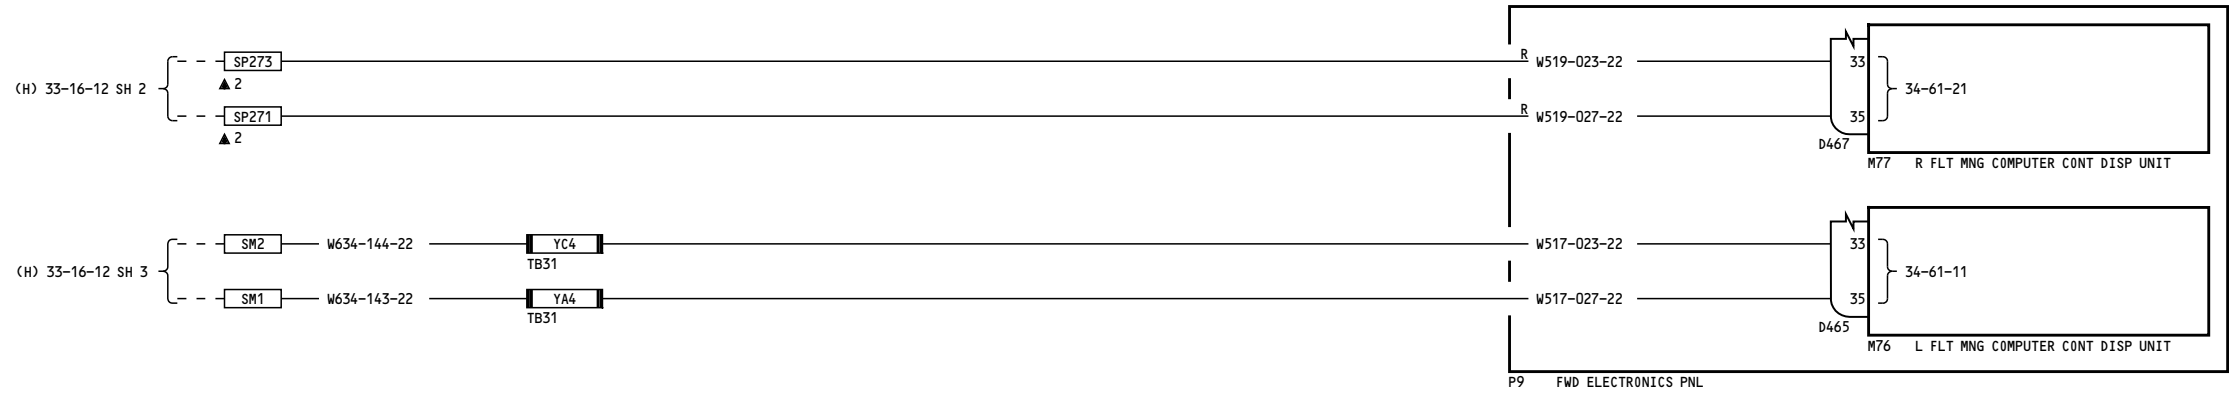 R
SP273 W519-023-22 33
▲ 2
(H) 33-16-12 SH 2 34-61-21
R
SP271 W519-027-22 35
▲ 2
D467
M77 R FLT MNG COMPUTER CONT DISP UNIT
SM2 W634-144-22 YC4 W517-023-22 33
TB31
(H) 33-16-12 SH 3 34-61-11
SM1 W634-143-22 YA4 W517-027-22 35
TB31
D465
M76 L FLT MNG COMPUTER CONT DISP UNIT
P9 FWD ELECTRONICS PNL